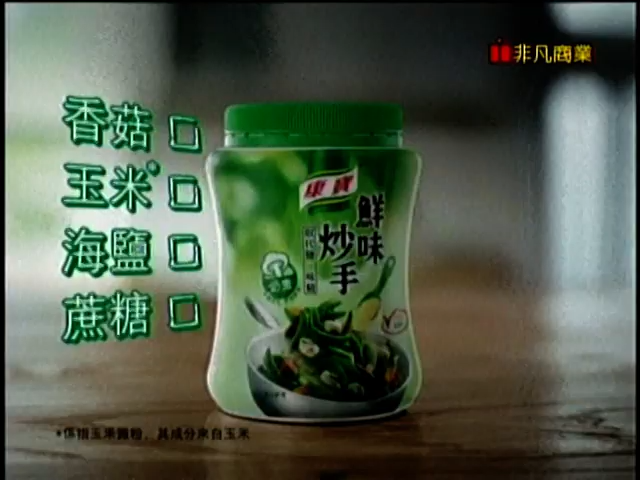 非凡商業
香菇
玉米*
海鹽
蔗糖
康寶
鮮味
炒手
*係指玉米澱粉，其成分來自玉米